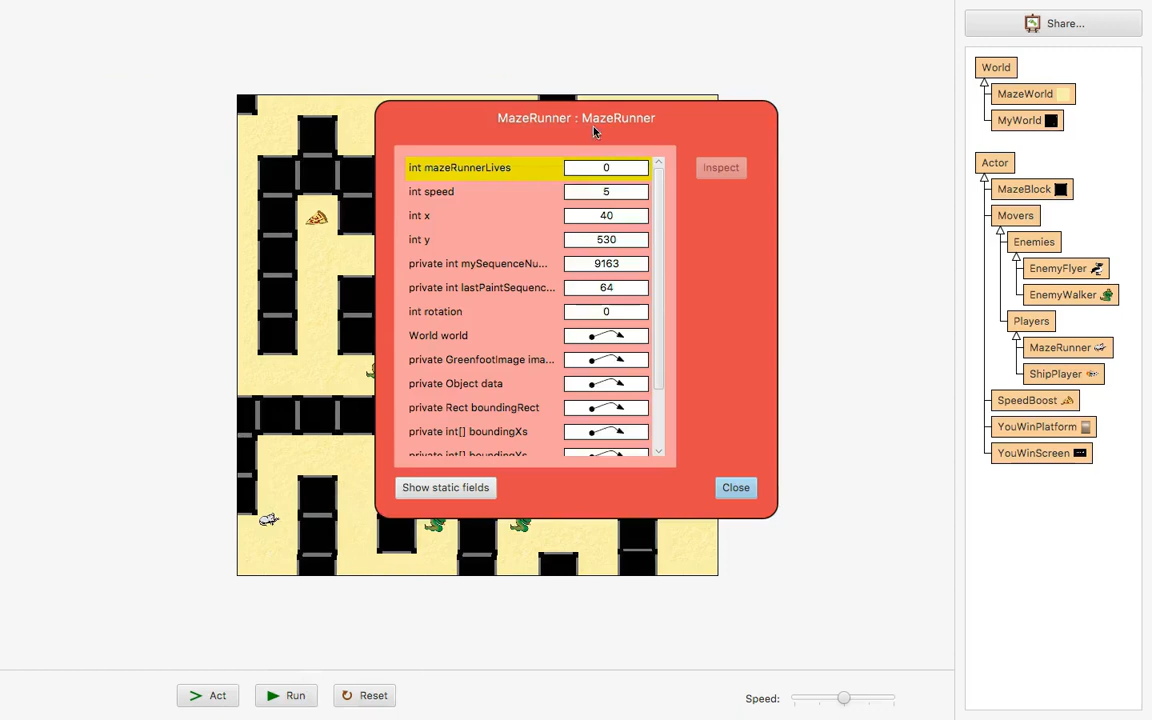 Share...
World
MazeWorld
MyWorld
Actor
MazeBlock
Movers
Enemies
EnemyFlyer
EnemyWalker
Players
MazeRunner
ShipPlayer
SpeedBoost
YouWinPlatform
YouWinScreen
MazeRunner : MazeRunner
int mazeRunnerLives 0
int speed 5
int x 40
int y 530
private int mySequenceNu... 9163
private int lastPaintSequenc... 64
int rotation 0
World world
private GreenfootImage ima...
private Object data
private Rect boundingRect
private int[] boundingXs
private int[] boundingYs
Inspect
Show static fields
Close
Act
Run
Reset
Speed: